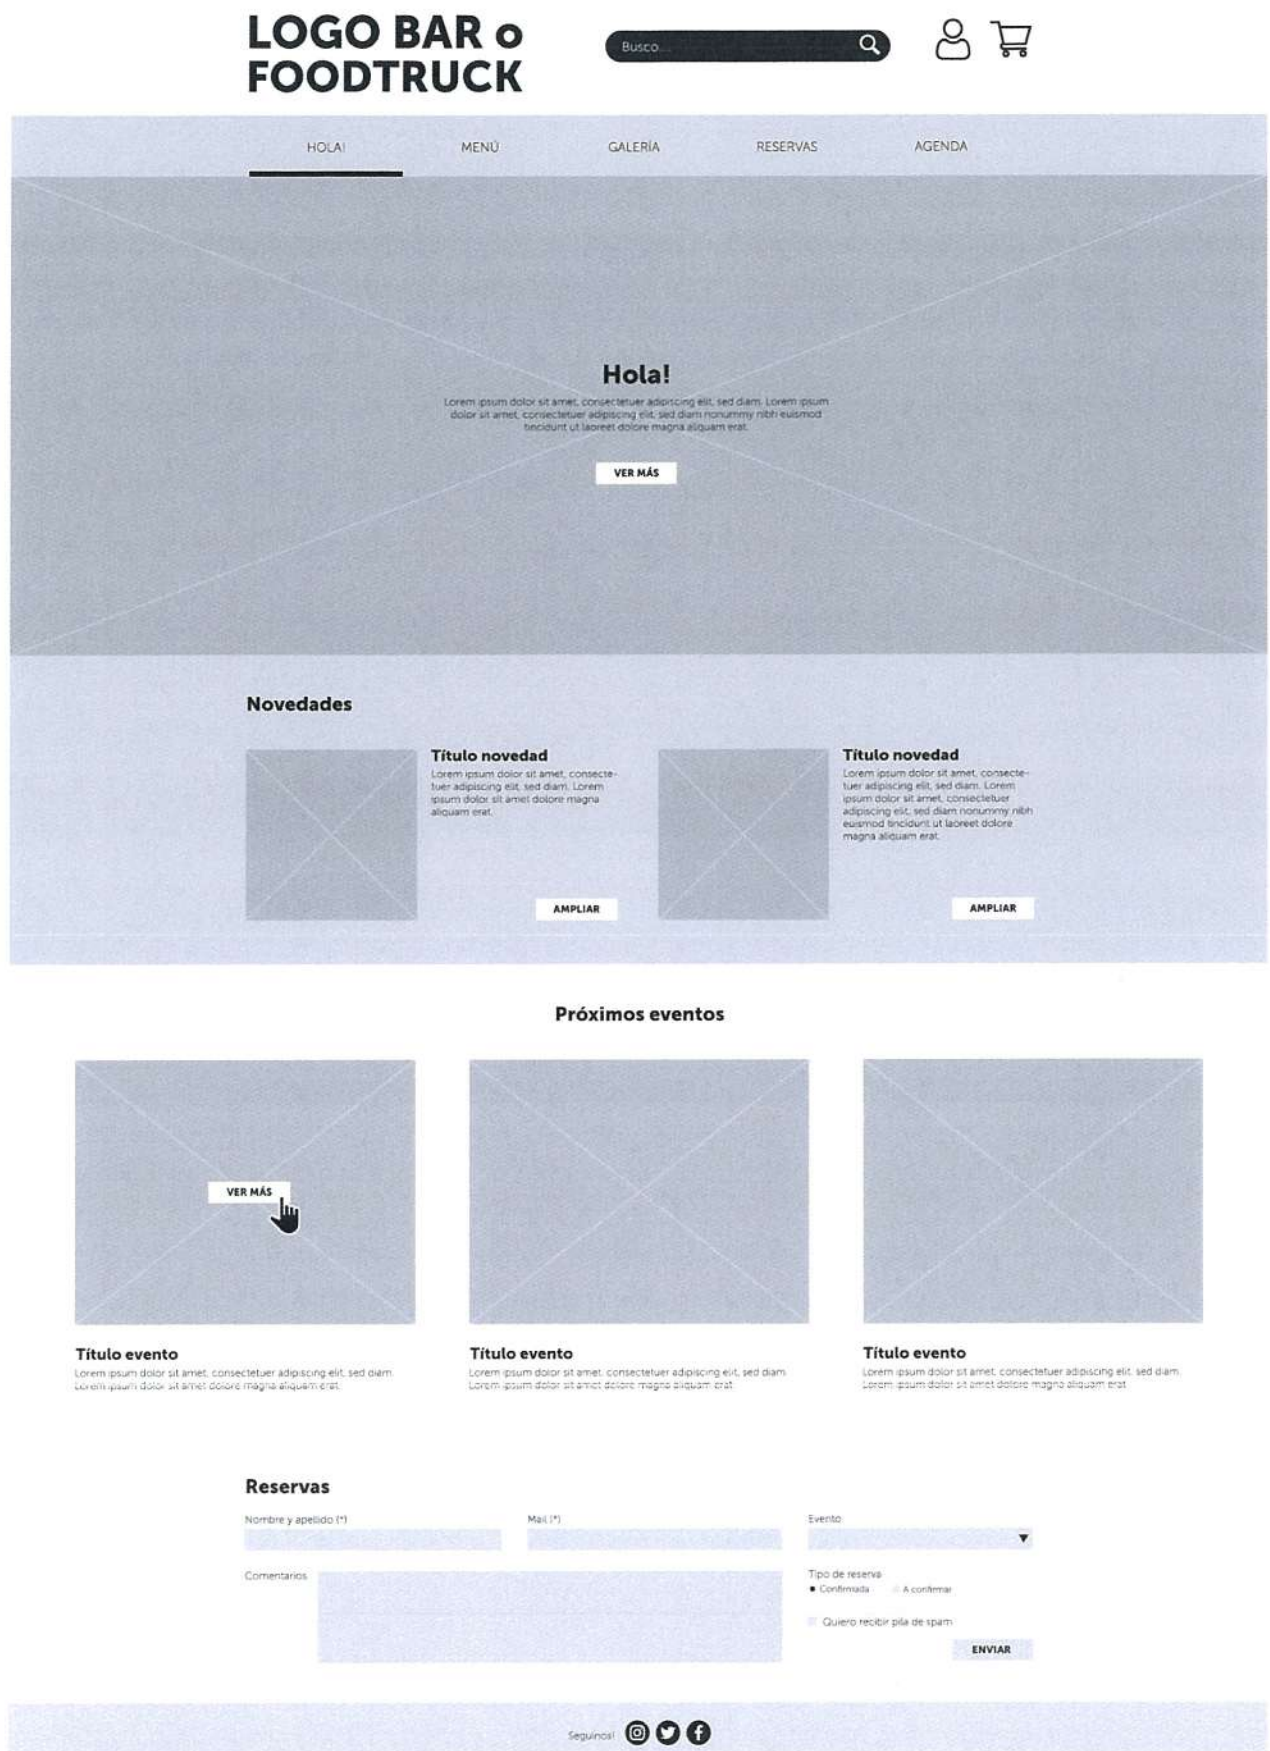 LOGO BAR o
FOODTRUCK
Busco...
HOLA!
MENÚ
GALERÍA
RESERVAS
AGENDA
Hola!
Lorem ipsum dolor sit amet, consectetuer adipiscing elit, sed diam. Lorem ipsum
dolor sit amet, consectetuer adipiscing elit, sed diam nonummy nibh euismod
tincidunt ut laoreet dolore magna aliquam erat.
VER MÁS
Novedades
Título novedad
Lorem ipsum dolor sit amet, consecte-
tuer adipiscing elit, sed diam. Lorem
ipsum dolor sit amet dolore magna
aliquam erat.
AMPLIAR
Título novedad
Lorem ipsum dolor sit amet, consecte-
tuer adipiscing elit, sed diam. Lorem
ipsum dolor sit amet, consectetuer
adipiscing elit, sed diam nonummy nibh
euismod tincidunt ut laoreet dolore
magna aliquam erat.
AMPLIAR
Próximos eventos
VER MÁS
Título evento
Lorem ipsum dolor sit amet, consectetuer adipiscing elit, sed diam.
Lorem ipsum dolor sit amet dolore magna aliquam erat.
Título evento
Lorem ipsum dolor sit amet, consectetuer adipiscing elit, sed diam.
Lorem ipsum dolor sit amet dolore magna aliquam erat.
Título evento
Lorem ipsum dolor sit amet, consectetuer adipiscing elit, sed diam.
Lorem ipsum dolor sit amet dolore magna aliquam erat.
Reservas
Nombre y apellido (*)
Mail (*)
Evento
Comentarios
Tipo de reserva
Confirmada
A confirmar
Quiero recibir pila de spam
ENVIAR
Seguinos!